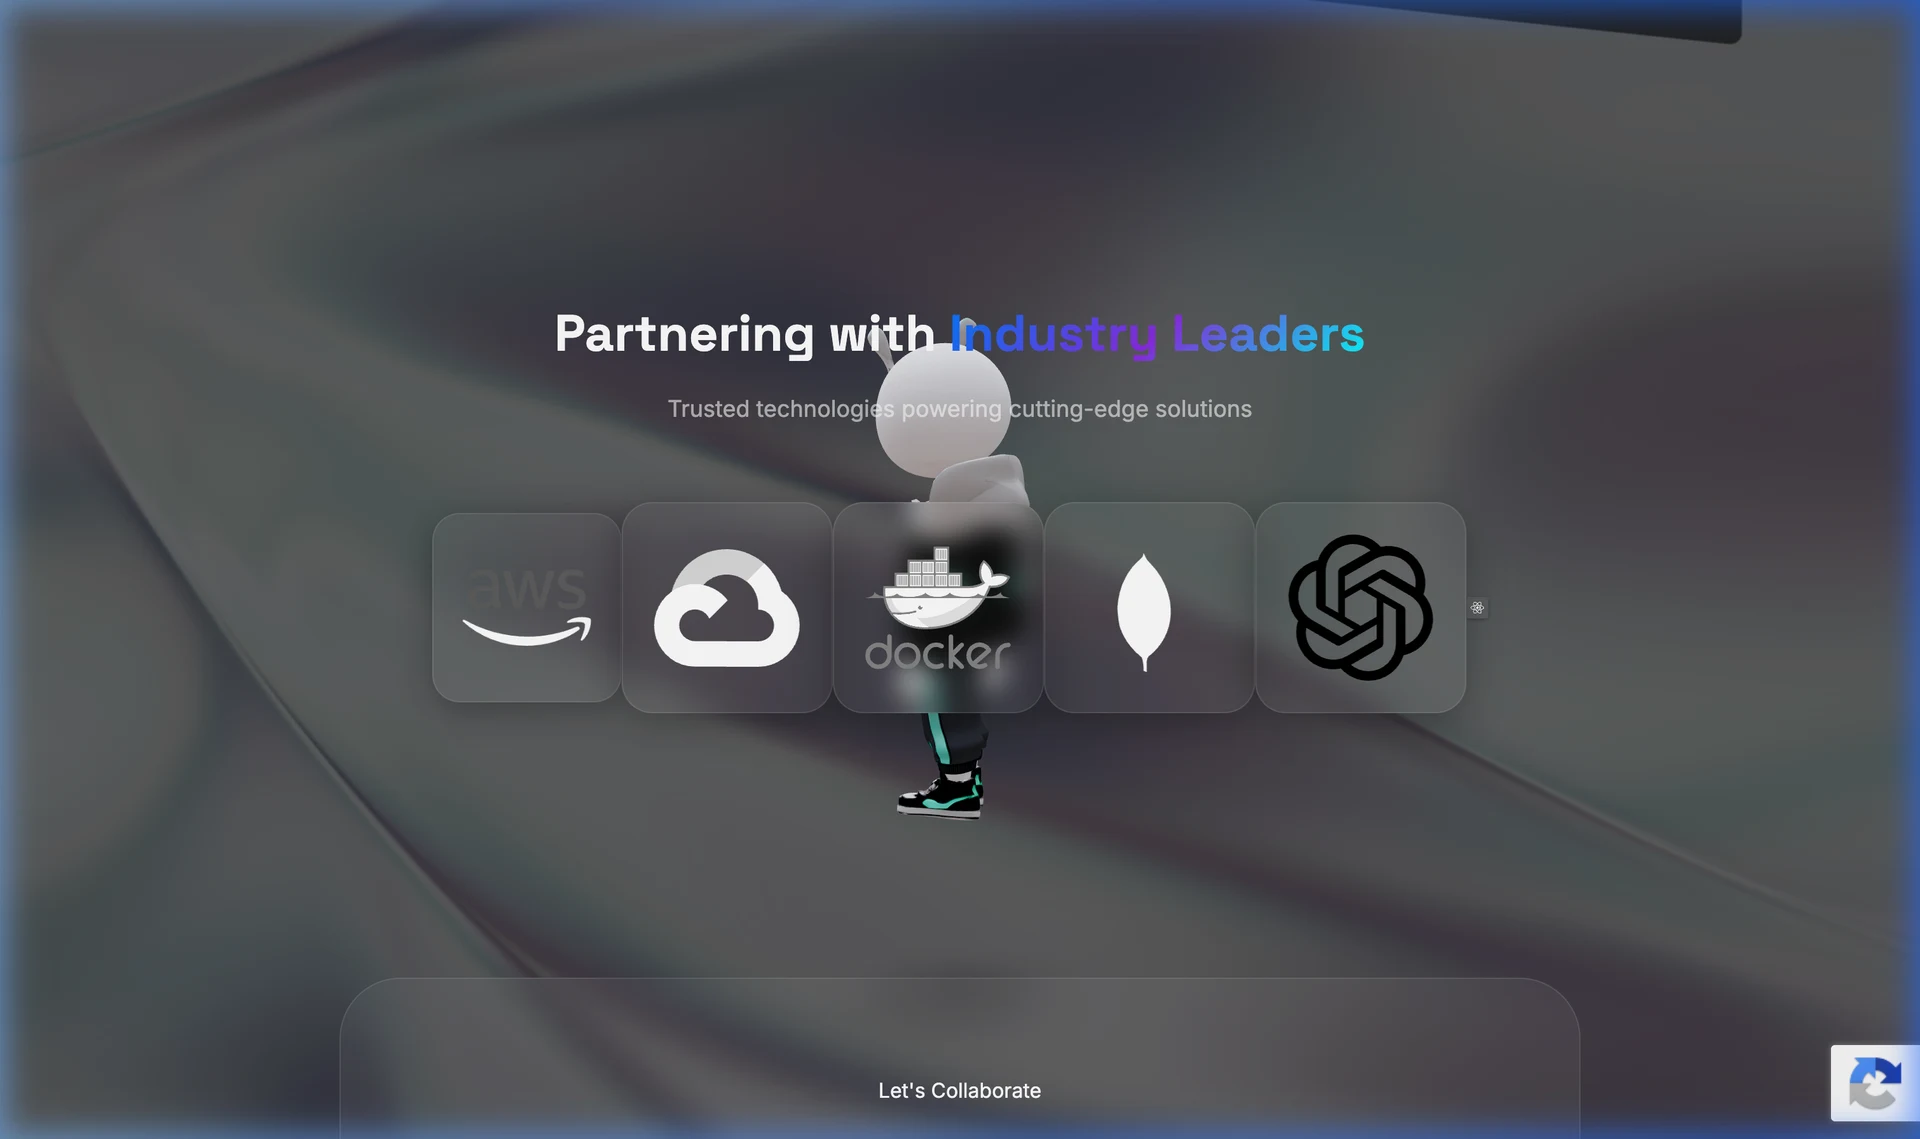 Partnering with Industry Leaders
Trusted technologies powering cutting-edge solutions
aws
docker
Let's Collaborate